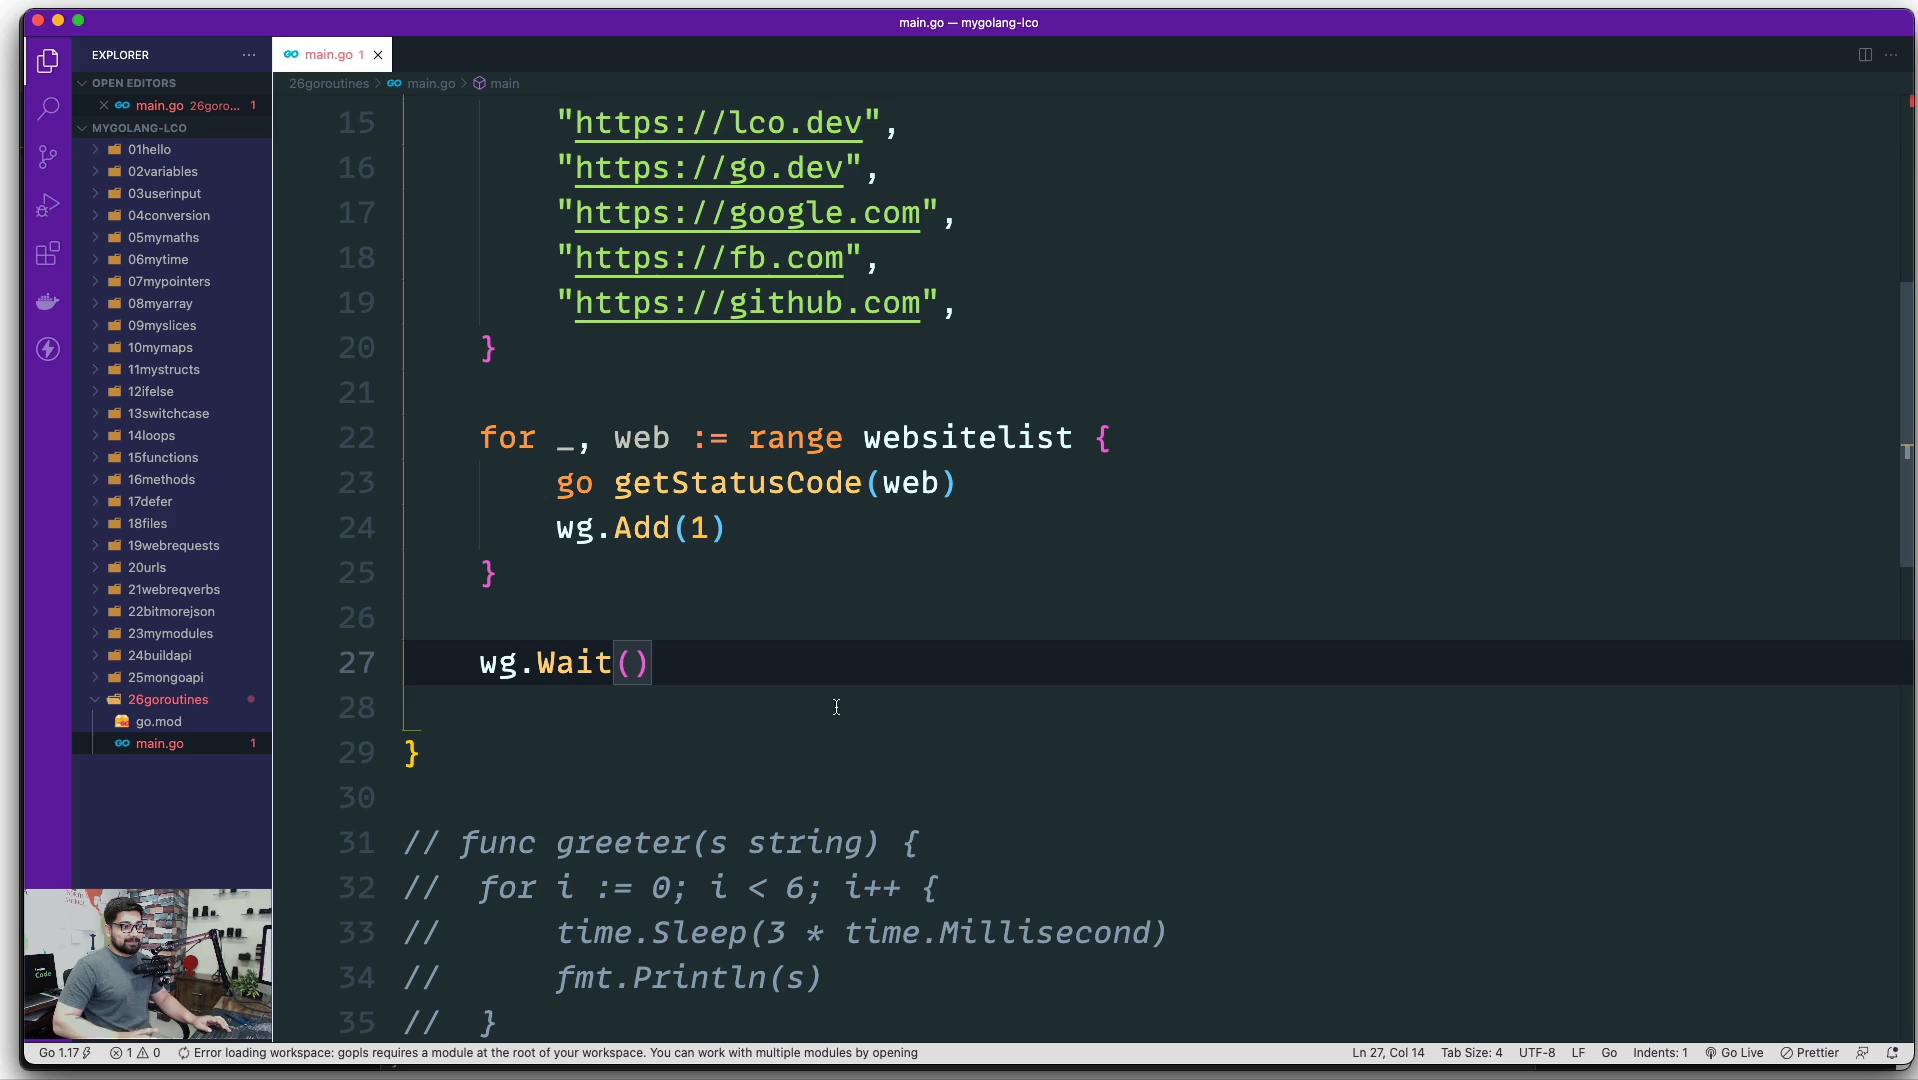 main.go — mygolang-lco
EXPLORER
main.go 1
OPEN EDITORS
main.go 26goro... 1
MYGOLANG-LCO
01hello
02variables
03userinput
04conversion
05mymaths
06mytime
07mypointers
08myarray
09myslices
10mymaps
11mystructs
12ifelse
13switchcase
14loops
15functions
16methods
17defer
18files
19webrequests
20urls
21webreqverbs
22bitmorejson
23mymodules
24buildapi
25mongoapi
26goroutines
go.mod
main.go 1
26goroutines > main.go > main
15 "https://lco.dev",
16 "https://go.dev",
17 "https://google.com",
18 "https://fb.com",
19 "https://github.com",
20 }
21
22 for _, web := range websitelist {
23 go getStatusCode(web)
24 wg.Add(1)
25 }
26
27 wg.Wait()
28
29 }
30
31 // func greeter(s string) {
32 // for i := 0; i < 6; i++ {
33 // time.Sleep(3 * time.Millisecond)
34 // fmt.Println(s)
35 // }
Go 1.17 1 0 Error loading workspace: gopls requires a module at the root of your workspace. You can work with multiple modules by opening Ln 27, Col 14 Tab Size: 4 UTF-8 LF Go Indents: 1 Go Live Prettier